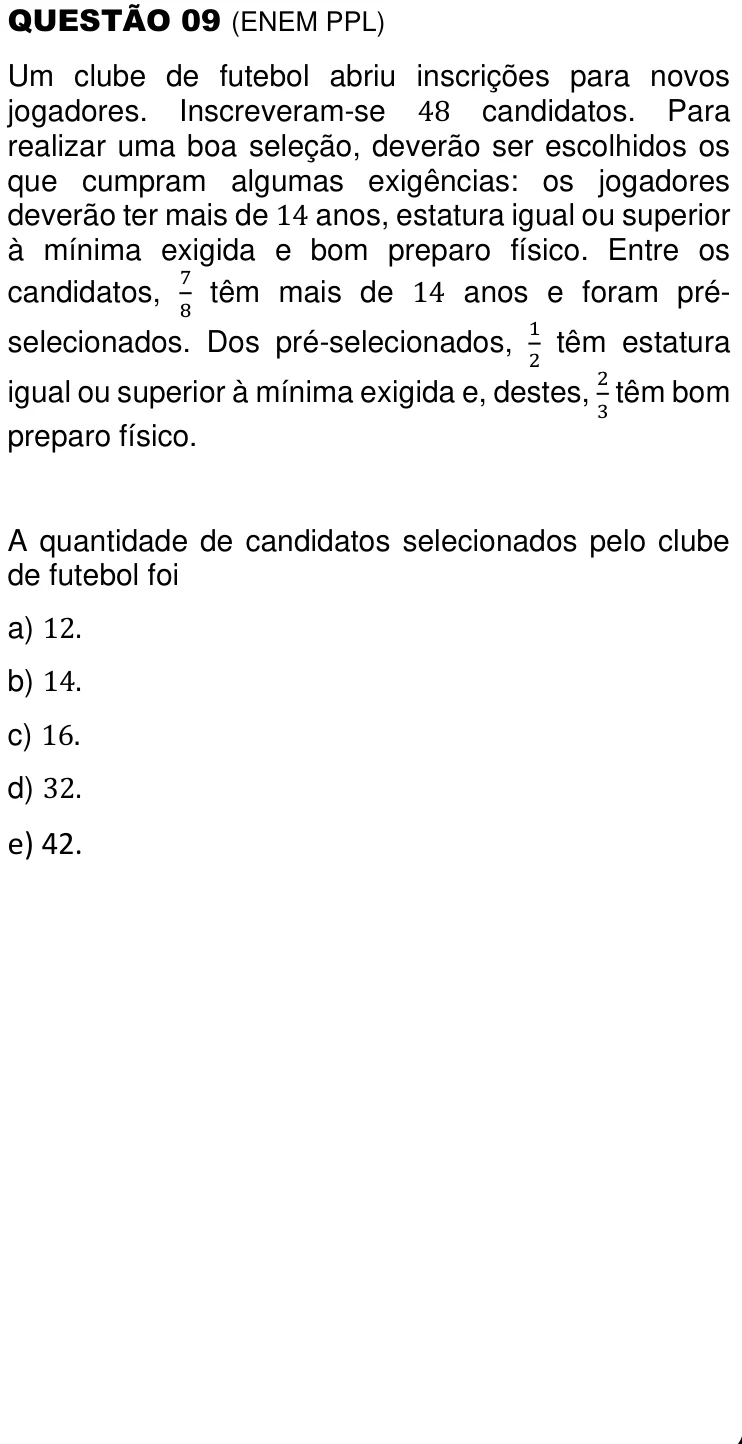 QUESTÃO 09 (ENEM PPL)
Um clube de futebol abriu inscrições para novos
jogadores. Inscreveram-se 48 candidatos. Para
realizar uma boa seleção, deverão ser escolhidos os
que cumpram algumas exigências: os jogadores
deverão ter mais de 14 anos, estatura igual ou superior
à mínima exigida e bom preparo físico. Entre os
candidatos, 7/8 têm mais de 14 anos e foram pré-
selecionados. Dos pré-selecionados, 1/2 têm estatura
igual ou superior à mínima exigida e, destes, 2/3 têm bom
preparo físico.
A quantidade de candidatos selecionados pelo clube
de futebol foi
a) 12.
b) 14.
c) 16.
d) 32.
e) 42.